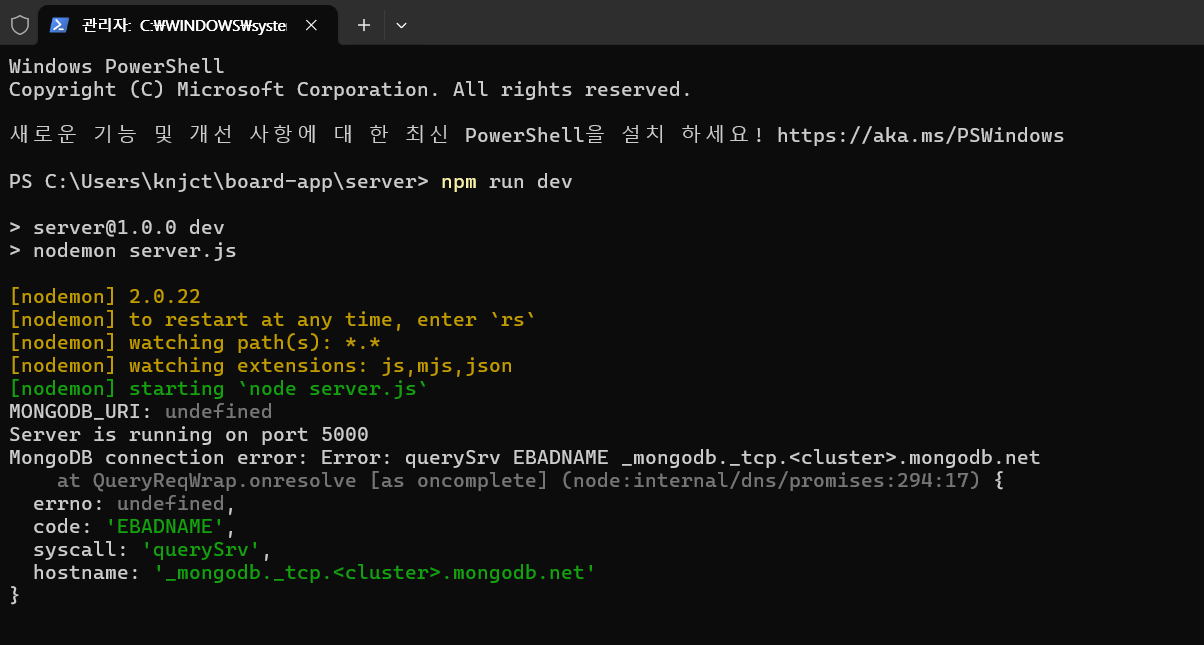 관리자: C:₩WINDOWS₩syste
Windows PowerShell
Copyright (C) Microsoft Corporation. All rights reserved.
새로운 기능 및 개선 사항에 대 한 최신 PowerShell을 설치 하세요! https://aka.ms/PSWindows
PS C:\Users\knjct\board-app\server> npm run dev
> server@1.0.0 dev
> nodemon server.js
[nodemon] 2.0.22
[nodemon] to restart at any time, enter `rs`
[nodemon] watching path(s): *.*
[nodemon] watching extensions: js,mjs,json
[nodemon] starting `node server.js`
MONGODB_URI: undefined
Server is running on port 5000
MongoDB connection error: Error: querySrv EBADNAME _mongodb._tcp.<cluster>.mongodb.net
    at QueryReqWrap.onresolve [as oncomplete] (node:internal/dns/promises:294:17) {
  errno: undefined,
  code: 'EBADNAME',
  syscall: 'querySrv',
  hostname: '_mongodb._tcp.<cluster>.mongodb.net'
}